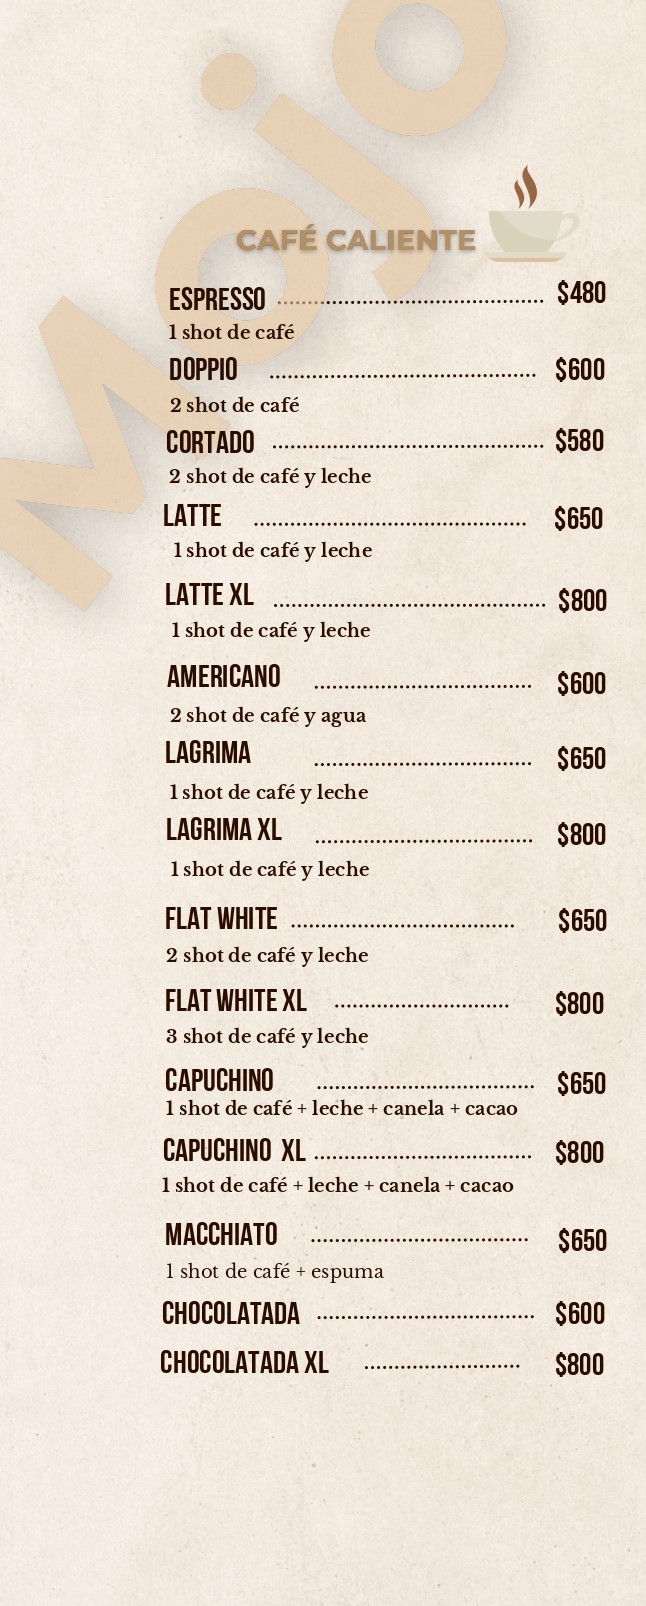 Mojo
CAFÉ CALIENTE
ESPRESSO ........................................................ $480
1 shot de café
DOPPIO ........................................................ $600
2 shot de café
CORTADO ........................................................ $580
2 shot de café y leche
LATTE ........................................................ $650
1 shot de café y leche
LATTE XL ........................................................ $800
1 shot de café y leche
AMERICANO ............................................. $600
2 shot de café y agua
LAGRIMA ............................................. $650
1 shot de café y leche
LAGRIMA XL ............................................. $800
1 shot de café y leche
FLAT WHITE ............................................. $650
2 shot de café y leche
FLAT WHITE XL .................................... $800
3 shot de café y leche
CAPUCHINO ............................................. $650
1 shot de café + leche + canela + cacao
CAPUCHINO XL ............................................. $800
1 shot de café + leche + canela + cacao
MACCHIATO ............................................. $650
1 shot de café + espuma
CHOCOLATADA ............................................. $600
CHOCOLATADA XL ................................ $800